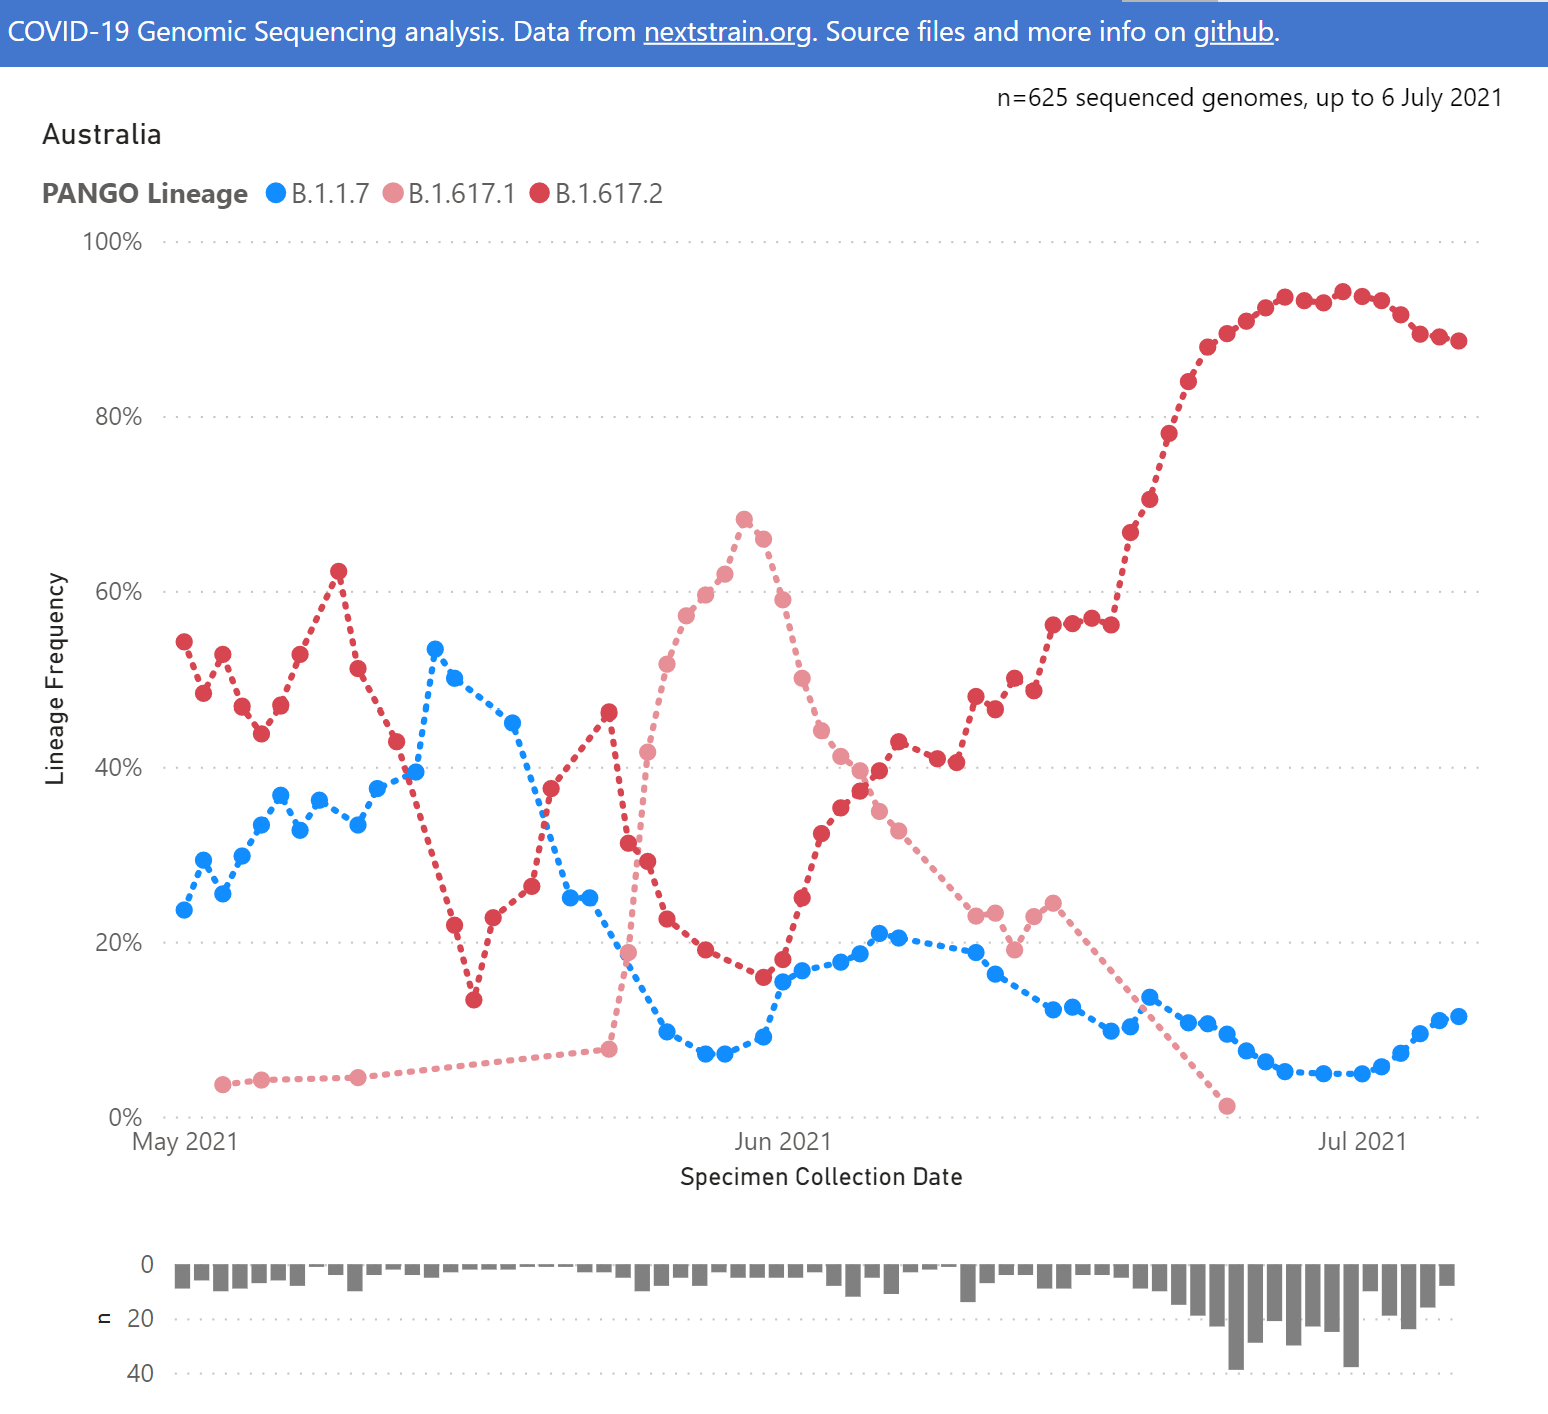 COVID-19 Genomic Sequencing analysis. Data from nextstrain.org. Source files and more info on github.
n=625 sequenced genomes, up to 6 July 2021
Australia
PANGO Lineage B.1.1.7 B.1.617.1 B.1.617.2
100%
80%
60%
40%
20%
0%
Lineage Frequency
May 2021 Jun 2021 Jul 2021
Specimen Collection Date
0
20
40
n